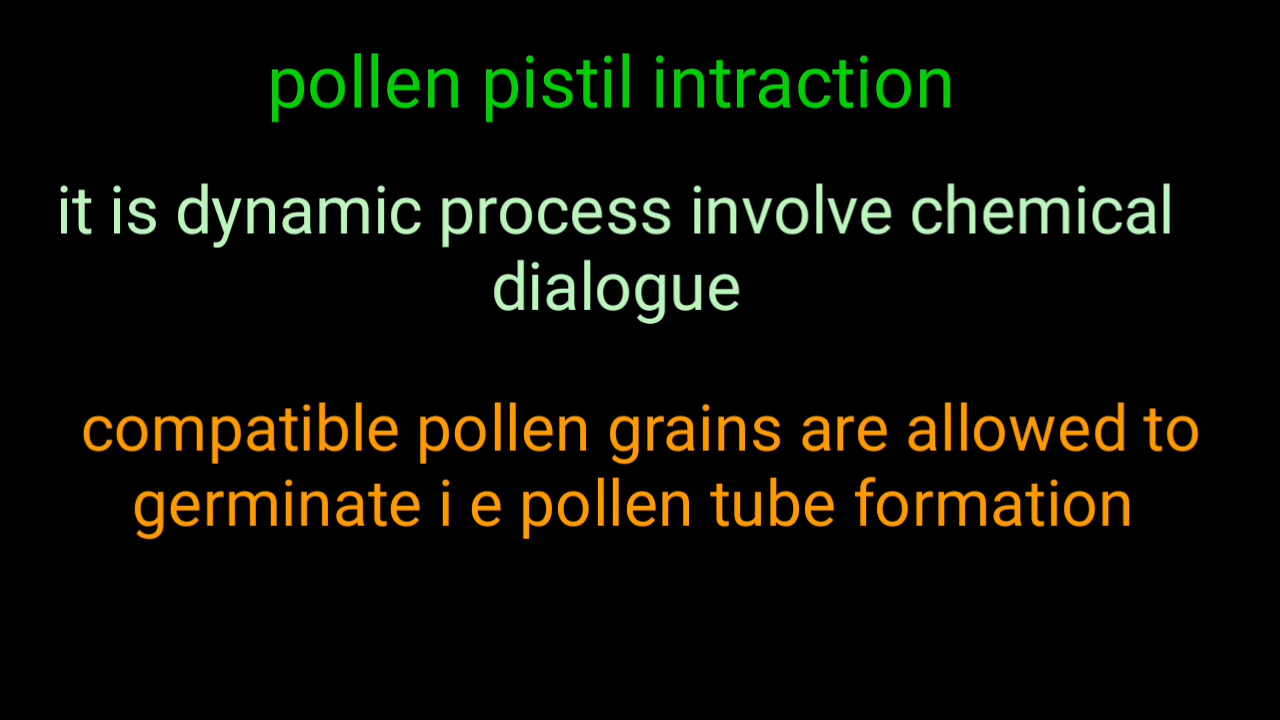 pollen pistil intraction
it is dynamic process involve chemical
dialogue
compatible pollen grains are allowed to
germinate i e pollen tube formation